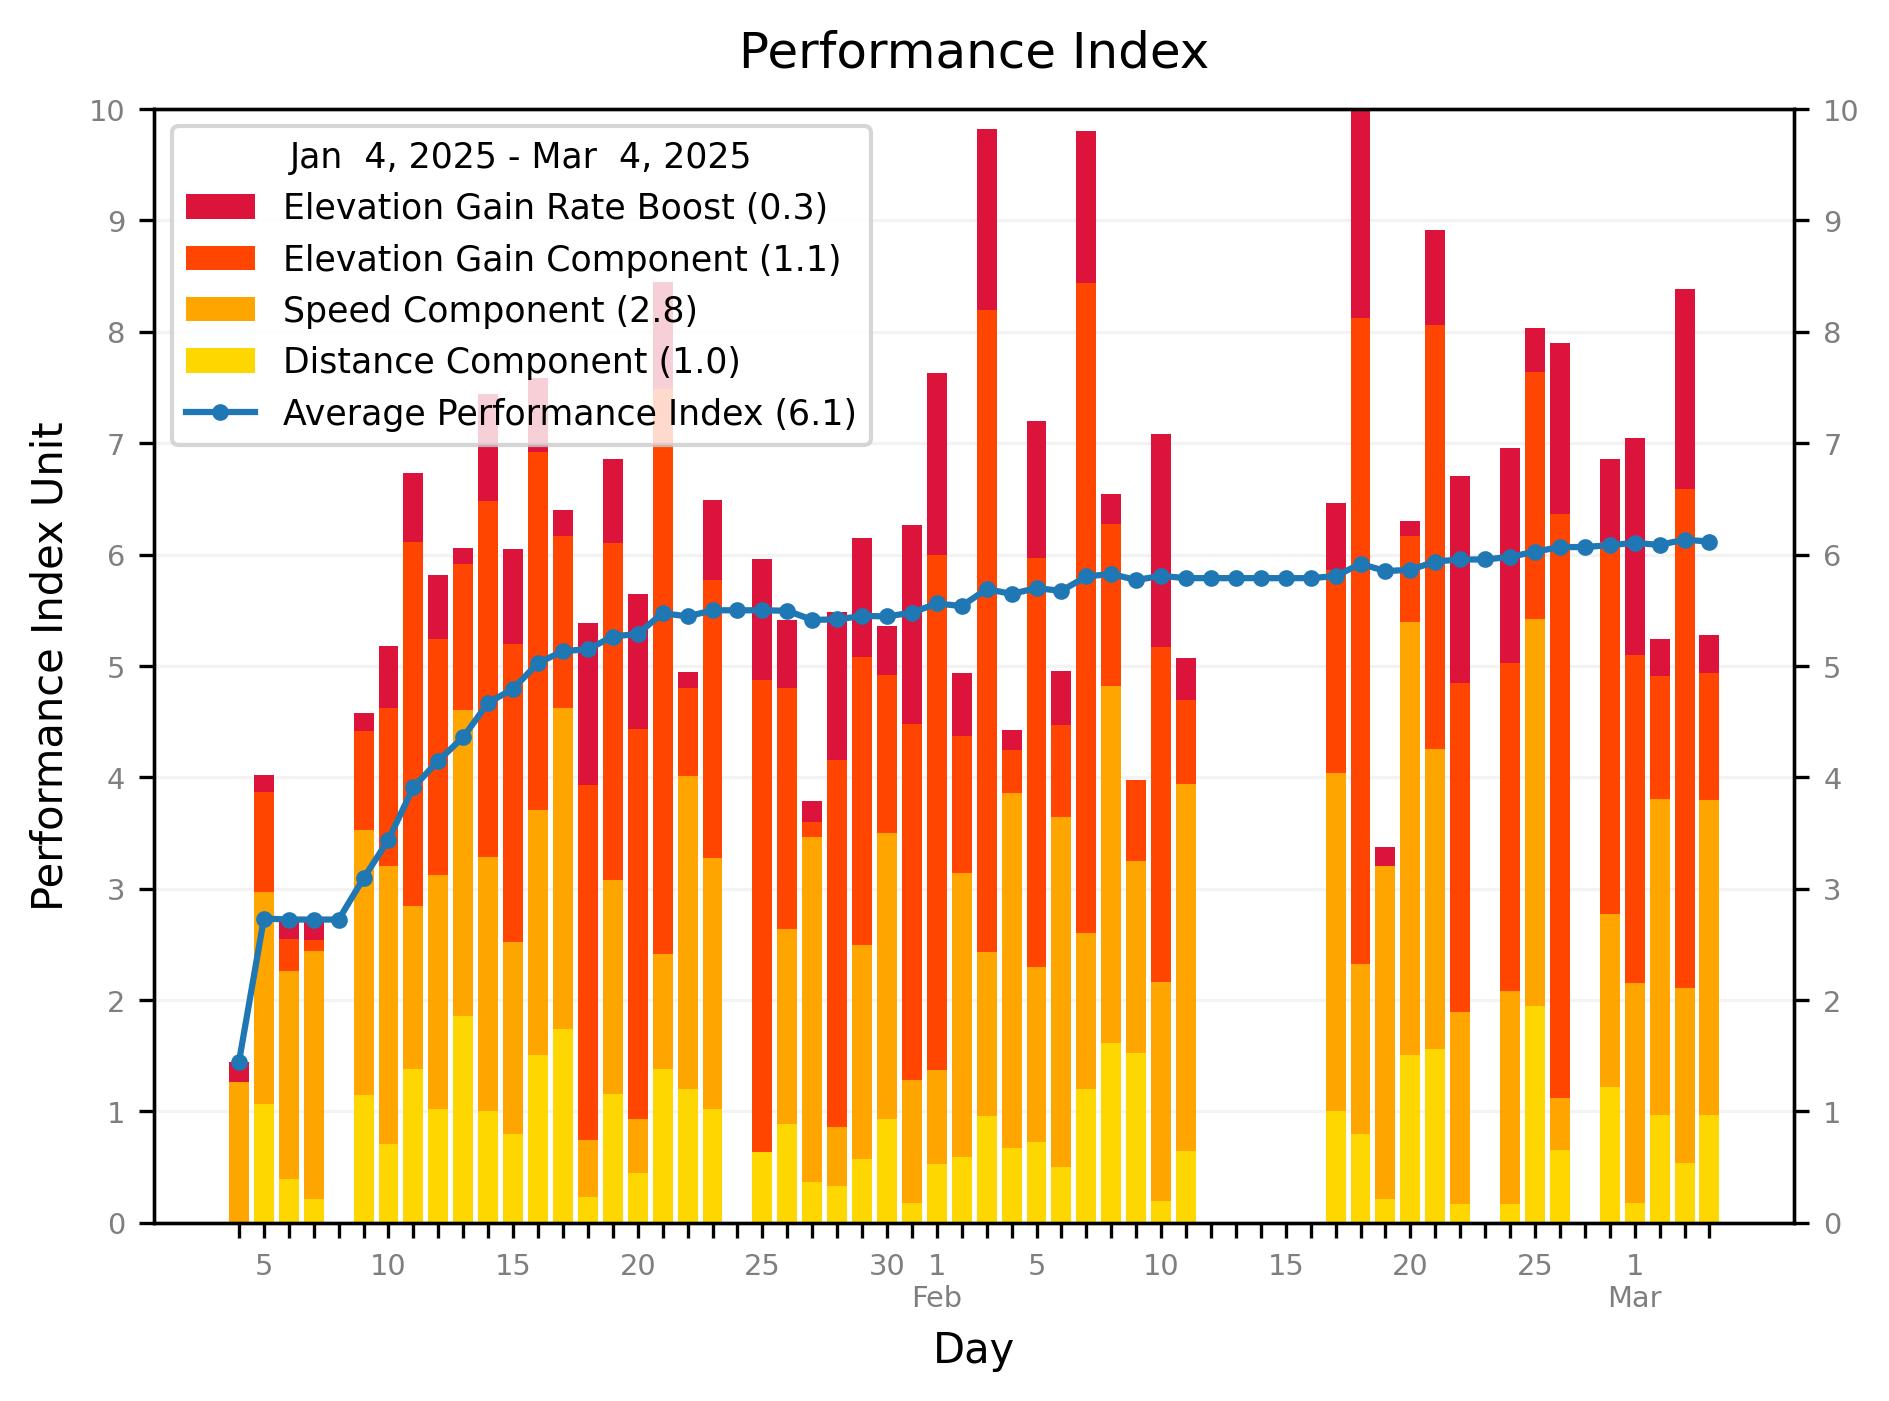 Performance Index
Jan  4, 2025 - Mar  4, 2025
Elevation Gain Rate Boost (0.3)
Elevation Gain Component (1.1)
Speed Component (2.8)
Distance Component (1.0)
Average Performance Index (6.1)
Performance Index Unit
10
9
8
7
6
5
4
3
2
1
0
10
9
8
7
6
5
4
3
2
1
0
5 10 15 20 25 30 1 5 10 15 20 25 1
Feb Mar
Day